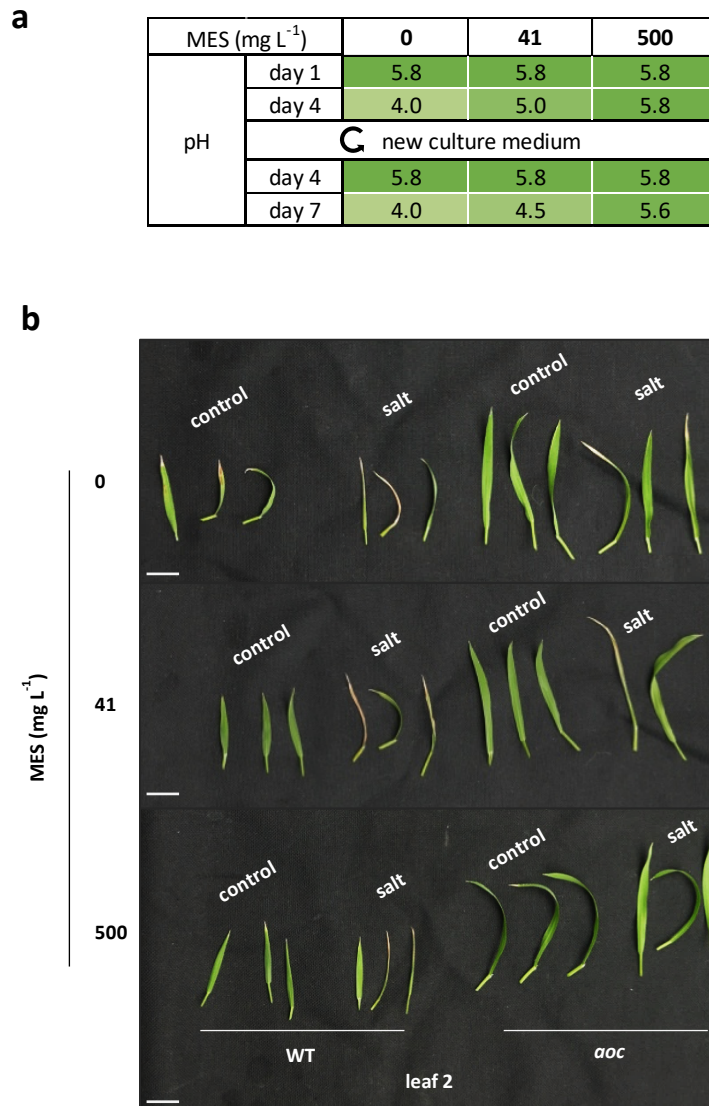 a
MES (mg L⁻¹) 0 41 500
pH
day 1 5.8 5.8 5.8
day 4 4.0 5.0 5.8
new culture medium
day 4 5.8 5.8 5.8
day 7 4.0 4.5 5.6
b
control salt control salt
0
control salt control salt
41
control salt control salt
500
MES (mg L⁻¹)
WT aoc
leaf 2